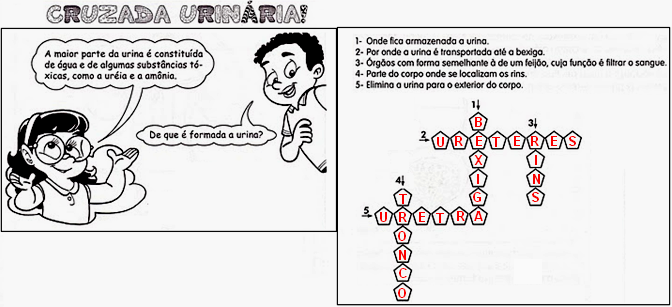 CRUZADA URINÁRIA!
A maior parte da urina é constituída
de água e de algumas substâncias tó-
xicas, como a uréia e a amônia.
De que é formada a urina?
1- Onde fica armazenada a urina.
2- Por onde a urina é transportada até a bexiga.
3- Órgãos com forma semelhante à de um feijão, cuja função é filtrar o sangue.
4- Parte do corpo onde se localizam os rins.
5- Elimina a urina para o exterior do corpo.
1
BEXIGA
2 URETERES
3
RINS
4
TRONCO
5 URETRA